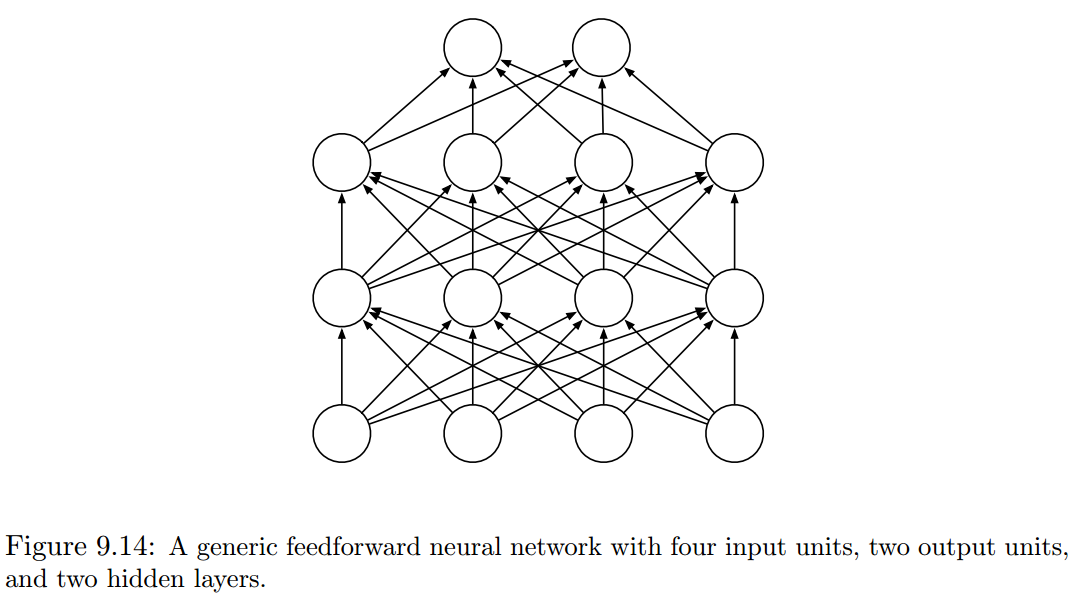 Figure 9.14: A generic feedforward neural network with four input units, two output units,
and two hidden layers.